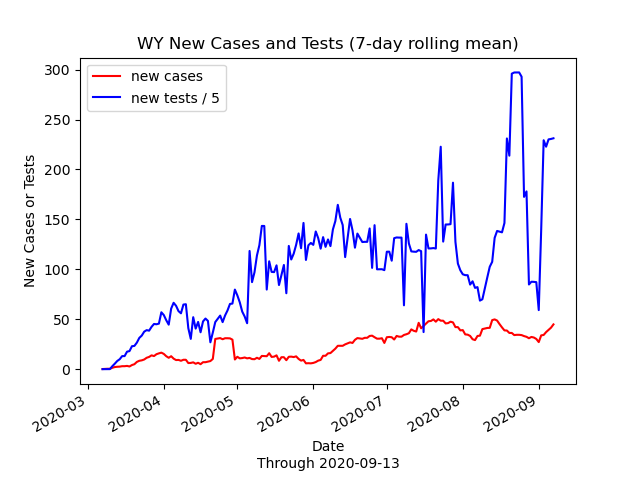 WY New Cases and Tests (7-day rolling mean)
new cases
new tests / 5
New Cases or Tests
300
250
200
150
100
50
0
2020-03
2020-04
2020-05
2020-06
2020-07
2020-08
2020-09
Date
Through 2020-09-13